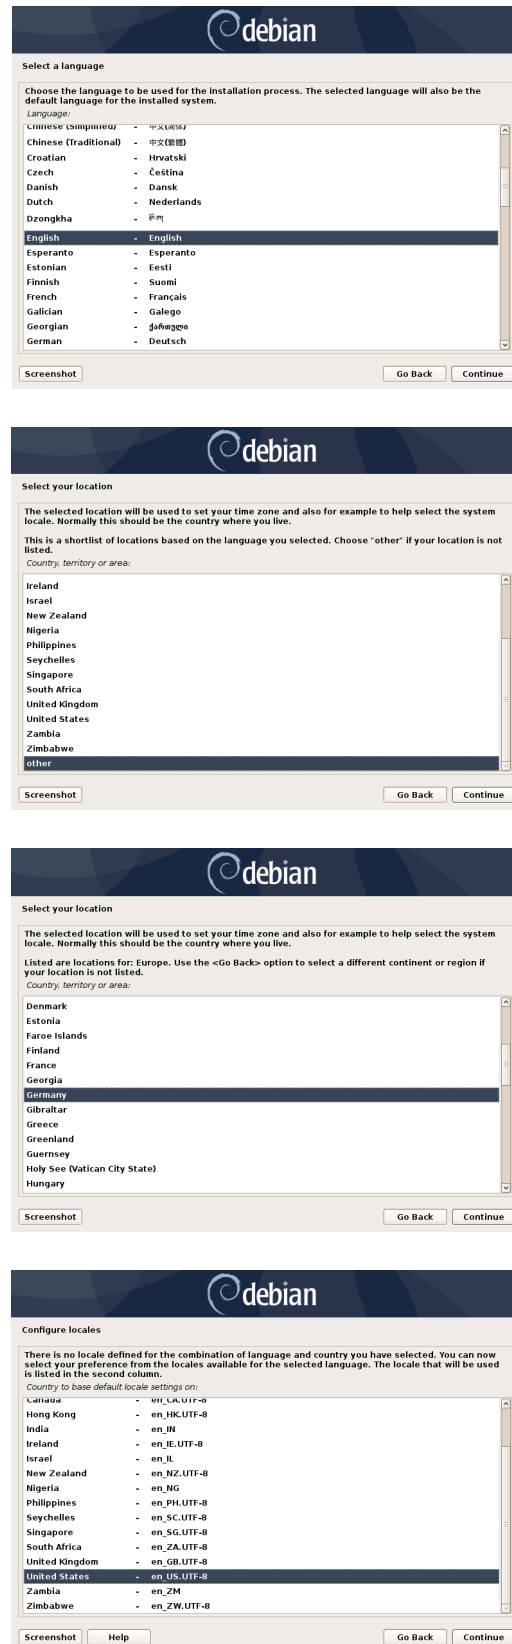 debian
Select a language
Choose the language to be used for the installation process. The selected language will also be the
default language for the installed system.
Language:
Chinese (Simplified) - 中文(简体)
Chinese (Traditional) - 中文(繁體)
Croatian - Hrvatski
Czech - Čeština
Danish - Dansk
Dutch - Nederlands
Dzongkha -
English - English
Esperanto - Esperanto
Estonian - Eesti
Finnish - Suomi
French - Français
Galician - Galego
Georgian - ქართული
German - Deutsch
Screenshot Go Back Continue
debian
Select your location
The selected location will be used to set your time zone and also for example to help select the system
locale. Normally this should be the country where you live.
This is a shortlist of locations based on the language you selected. Choose "other" if your location is not
listed.
Country, territory or area:
Ireland
Israel
New Zealand
Nigeria
Philippines
Seychelles
Singapore
South Africa
United Kingdom
United States
Zambia
Zimbabwe
other
Screenshot Go Back Continue
debian
Select your location
The selected location will be used to set your time zone and also for example to help select the system
locale. Normally this should be the country where you live.
Listed are locations for: Europe. Use the <Go Back> option to select a different continent or region if
your location is not listed.
Country, territory or area:
Denmark
Estonia
Faroe Islands
Finland
France
Georgia
Germany
Gibraltar
Greece
Greenland
Guernsey
Holy See (Vatican City State)
Hungary
Screenshot Go Back Continue
debian
Configure locales
There is no locale defined for the combination of language and country you have selected. You can now
select your preference from the locales available for the selected language. The locale that will be used
is listed in the second column.
Country to base default locale settings on:
Canada - en_CA.UTF-8
Hong Kong - en_HK.UTF-8
India - en_IN
Ireland - en_IE.UTF-8
Israel - en_IL
New Zealand - en_NZ.UTF-8
Nigeria - en_NG
Philippines - en_PH.UTF-8
Seychelles - en_SC.UTF-8
Singapore - en_SG.UTF-8
South Africa - en_ZA.UTF-8
United Kingdom - en_GB.UTF-8
United States - en_US.UTF-8
Zambia - en_ZM
Zimbabwe - en_ZW.UTF-8
Screenshot Help Go Back Continue